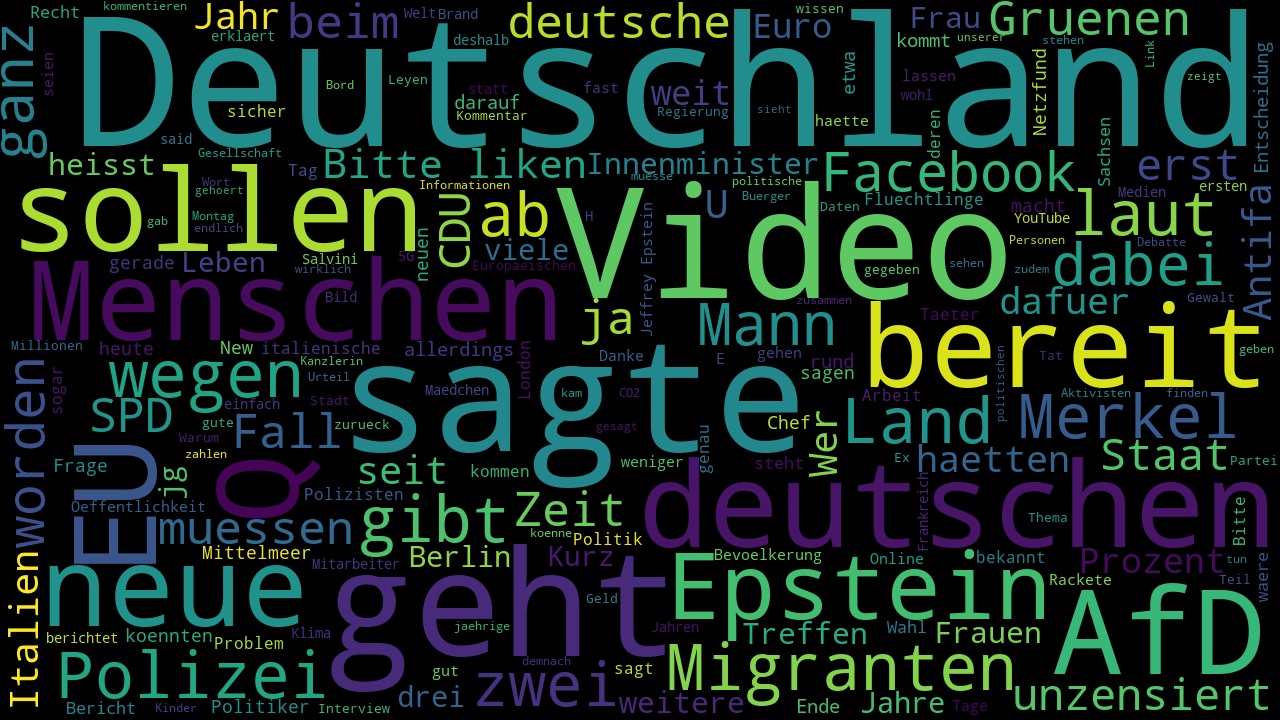 Recht
kommentieren
Jahr
beim
Welt
Brand
deutsche
Euro
wissen
Frau
Gruenen
ganz
seien
Deutschland
erklaert
deshalb
kommt
unserer
stehen
Link
sicher
Bord
Leyen
statt
darauf
Kommentar
fast
weit
Regierung
sieht
etwa
lassen
wohl
Netzfund
zeigt
Entscheidung
said
haette
deren
Sachsen
heisst
Gesellschaft
Tag
Bitte liken
Innenminister
muesse
politische
Facebook
erst
sollen
Wort
gehoert
gab
Montag
endlich
Informationen
CDU
ab
Video
U
H
Buerger
Daten
Fluechtlinge
macht
YouTube
Personen
Medien
ersten
laut
Debatte
Antifa
gerade
Leben
Salvini
wirklich
5G
neuen
viele
Europaeischen
Jeffrey Epstein
gegeben
sehen
zudem
dabei
Menschen
Bild
ja
Mann
zusammen
dafuer
Taeter
Gewalt
bereit
Millionen
heute
New
italienische
allerdings
Danke
E
gehen
rund
sagen
politischen
Tat
geben
worden
sogar
wegen
Kanzlerin
Urteil
Stadt
sagte
London
Maedchen
kam
CO2
Arbeit
Aktivisten
finden
SPD
einfach
gute
Warum
zahlen
Fall
zurueck
gesagt
Chef
Wer
Land
Merkel
Frage
EU
jg
Q
seit
kommen
weniger
genau
steht
Ex
haetten
Staat
Partei
Oeffentlichkeit
Polizisten
muessen
gibt
Zeit
koenne
Politik
deutschen
Frankreich
Thema
Bitte
Italien
Mittelmeer
Mitarbeiter
Berlin
Kurz
Bevoelkerung
Online
bekannt
Prozent
tun
neue
geht
Geld
Epstein
Rackete
Teil
waere
berichtet
koennten
Problem
Klima
jaehrige
Jahren
Treffen
Wahl
Frauen
AfD
Polizei
gut
demnach
sagt
Migranten
Bericht
Kinder
Politiker
Interview
drei
zwei
weitere
Ende
Jahre
Tage
unzensiert